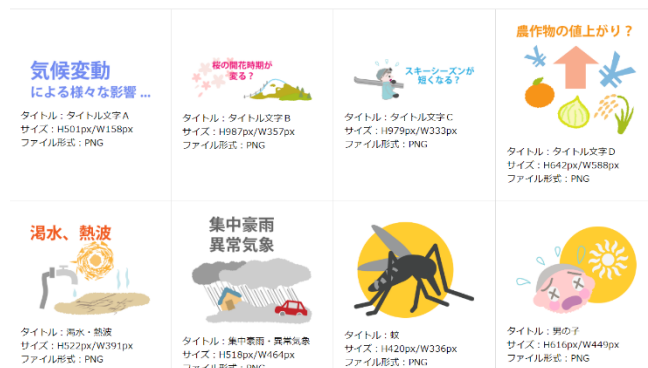 気候変動
による様々な影響 ...
タイトル：タイトル文字A
サイズ：H501px/W158px
ファイル形式：PNG
桜の開花時期が
変る？
タイトル：タイトル文字B
サイズ：H987px/W357px
ファイル形式：PNG
スキーシーズンが
短くなる？
タイトル：タイトル文字C
サイズ：H979px/W333px
ファイル形式：PNG
農作物の値上がり？
タイトル：タイトル文字D
サイズ：H642px/W588px
ファイル形式：PNG
渇水、熱波
タイトル：渇水・熱波
サイズ：H522px/W391px
ファイル形式：PNG
集中豪雨
異常気象
タイトル：集中豪雨・異常気象
サイズ：H518px/W464px
ファイル形式：PNG
タイトル：蚊
サイズ：H420px/W336px
ファイル形式：PNG
タイトル：男の子
サイズ：H616px/W449px
ファイル形式：PNG